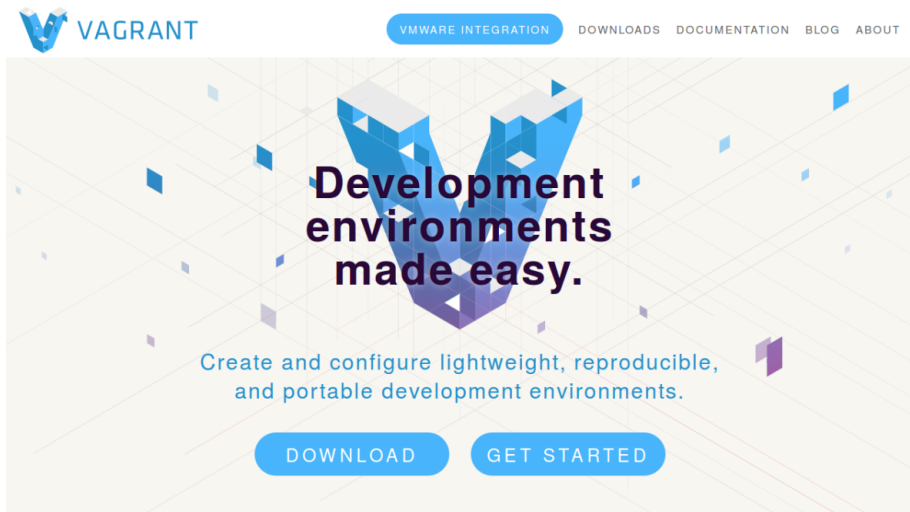 VAGRANT
VMWARE INTEGRATION DOWNLOADS DOCUMENTATION BLOG ABOUT
Development
environments
made easy.
Create and configure lightweight, reproducible,
and portable development environments.
DOWNLOAD GET STARTED